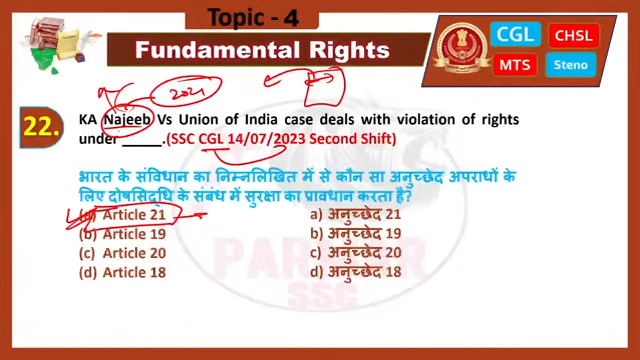 Topic - 4
Fundamental Rights
CGL CHSL
MTS Steno
2021
22. KA Najeeb Vs Union of India case deals with violation of rights
under _____. (SSC CGL 14/07/2023 Second Shift)
भारत के संविधान का निम्नलिखित में से कौन सा अनुच्छेद अपराधों के
लिए दोषसिद्धि के संबंध में सुरक्षा का प्रावधान करता है?
(a) Article 21 a) अनुच्छेद 21
(b) Article 19 b) अनुच्छेद 19
(c) Article 20 c) अनुच्छेद 20
(d) Article 18 d) अनुच्छेद 18
PARMAR
SSC